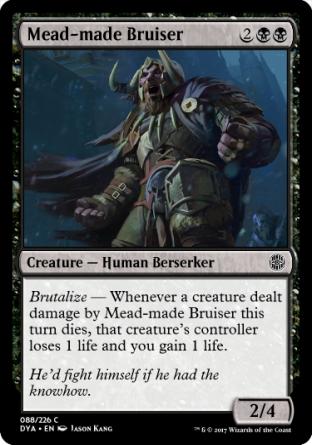 Mead-made Bruiser 2
Creature — Human Berserker
Brutalize — Whenever a creature dealt
damage by Mead-made Bruiser this
turn dies, that creature's controller
loses 1 life and you gain 1 life.
He'd fight himself if he had the
knowhow.
2/4
088/226 C
DYA • EN Jason Kang
™ & © 2017 Wizards of the Coast